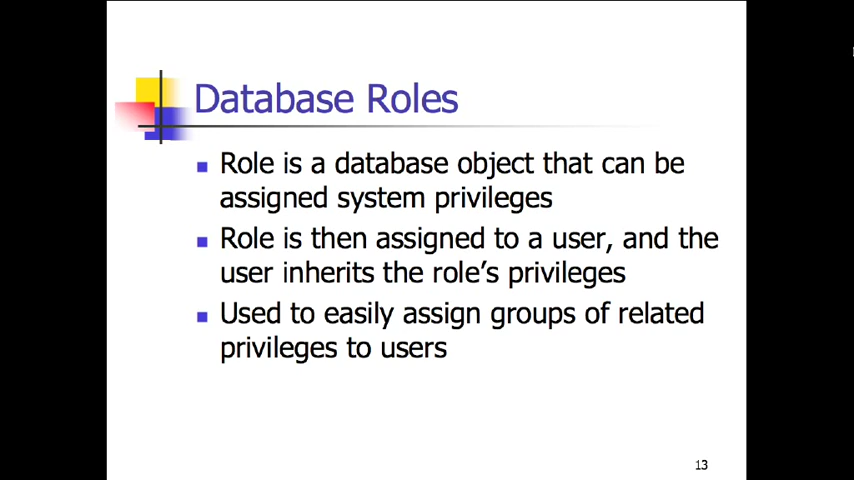 Database Roles
Role is a database object that can be
assigned system privileges
Role is then assigned to a user, and the
user inherits the role's privileges
Used to easily assign groups of related
privileges to users
13